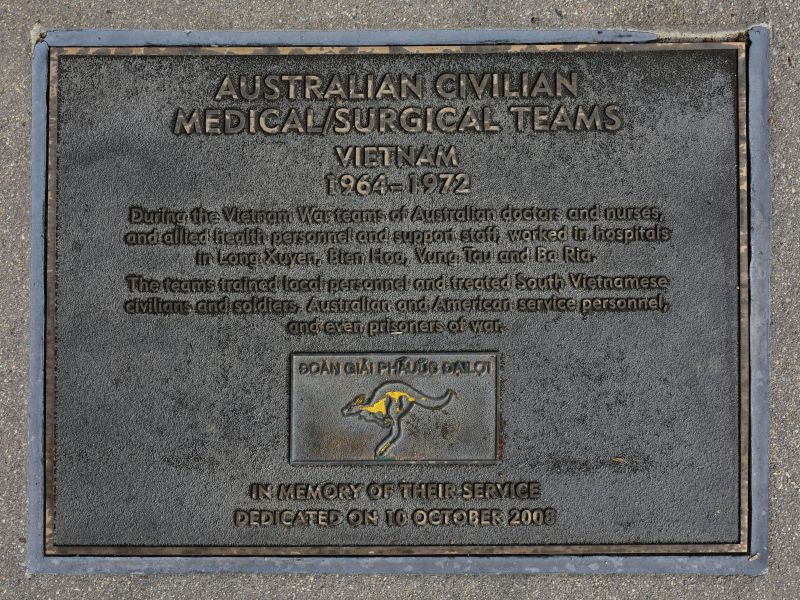 AUSTRALIAN CIVILIAN
MEDICAL/SURGICAL TEAMS
VIETNAM
1964–1972
During the Vietnam War teams of Australian doctors and nurses,
and allied health personnel and support staff, worked in hospitals
in Long Xuyen, Bien Hoa, Vung Tau and Ba Ria.
The teams trained local personnel and treated South Vietnamese
civilians and soldiers, Australian and American service personnel,
and even prisoners of war.
ĐOÀN GIẢI PHẨU ÚC ĐẠI LỢI
IN MEMORY OF THEIR SERVICE
DEDICATED ON 10 OCTOBER 2008